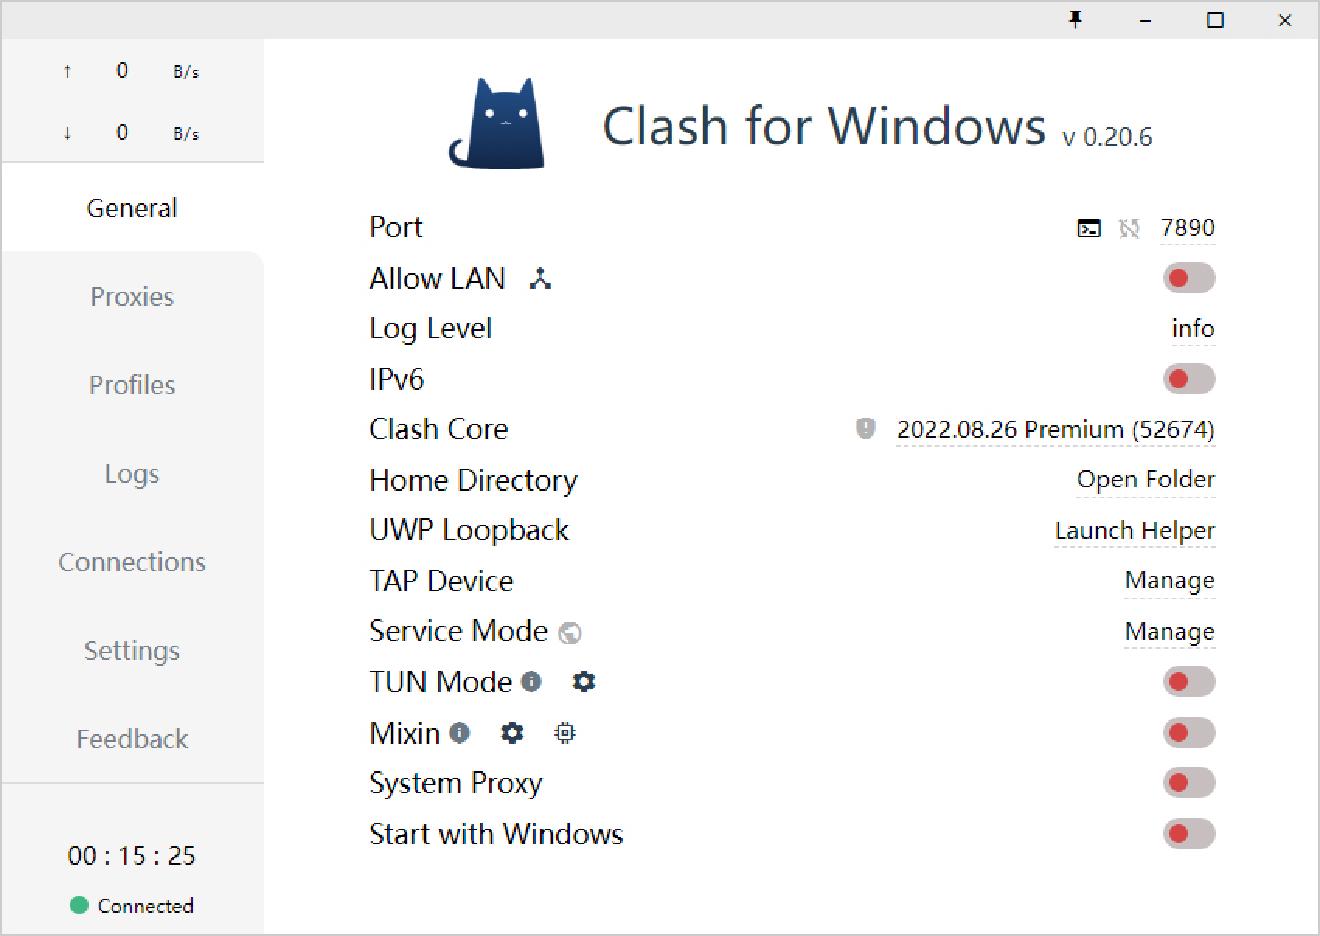 ↑ 0 B/s
↓ 0 B/s
General
Proxies
Profiles
Logs
Connections
Settings
Feedback
00 : 15 : 25
Connected
Clash for Windows v 0.20.6
Port 7890
Allow LAN
Log Level info
IPv6
Clash Core 2022.08.26 Premium (52674)
Home Directory Open Folder
UWP Loopback Launch Helper
TAP Device Manage
Service Mode Manage
TUN Mode
Mixin
System Proxy
Start with Windows